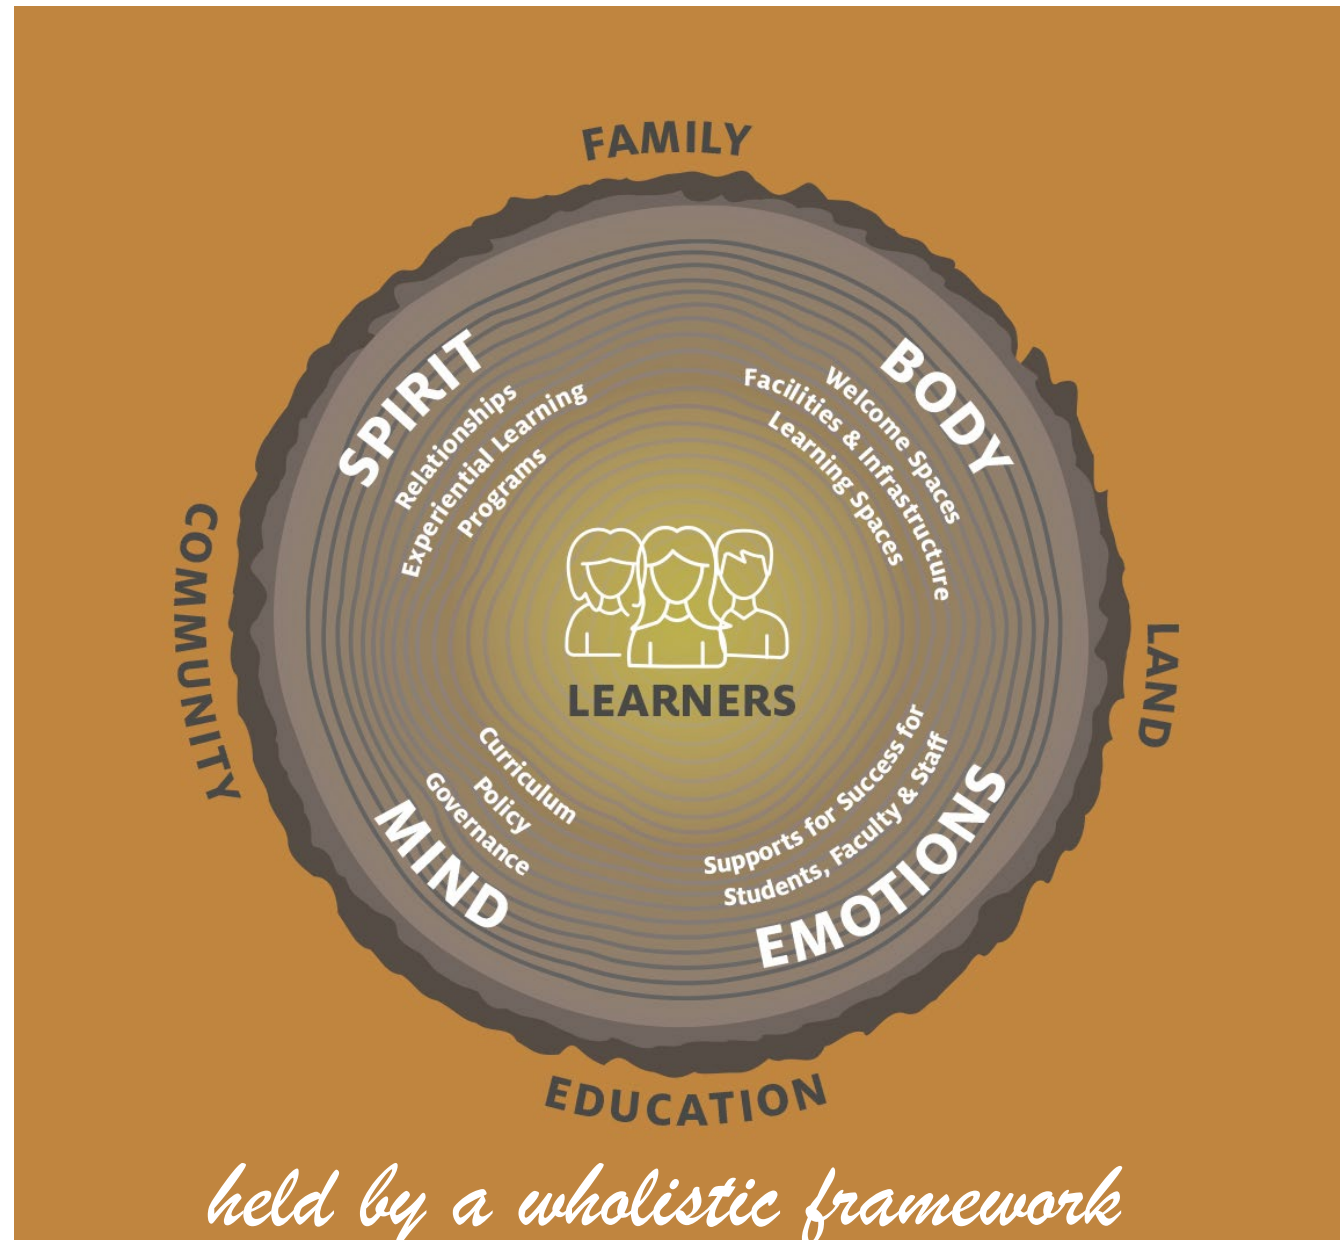 FAMILY
SPIRIT
Relationships
Experiential Learning
Programs
BODY
Welcome Spaces
Facilities & Infrastructure
Learning Spaces
COMMUNITY
LAND
LEARNERS
Curriculum
Policy
Governance
MIND
Supports for Success for
Students, Faculty & Staff
EMOTIONS
EDUCATION
held by a wholistic framework